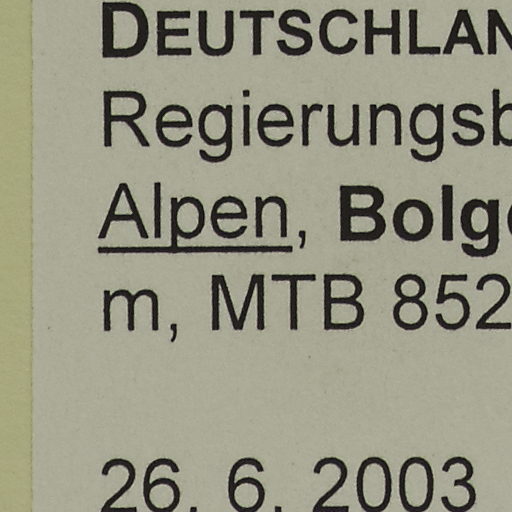 DEUTSCHLAN
Regierungsb
Alpen, Bolg
m, MTB 852
26. 6. 2003